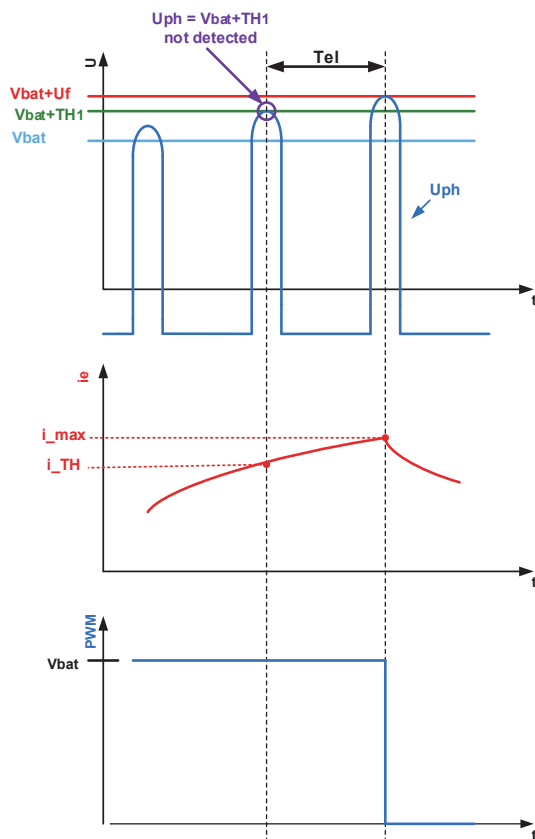 Uph = Vbat+TH1
not detected
U
Tel
Vbat+Uf
Vbat+TH1
Vbat
Uph
t
ie
i_max
i_TH
t
PWM
Vbat
t